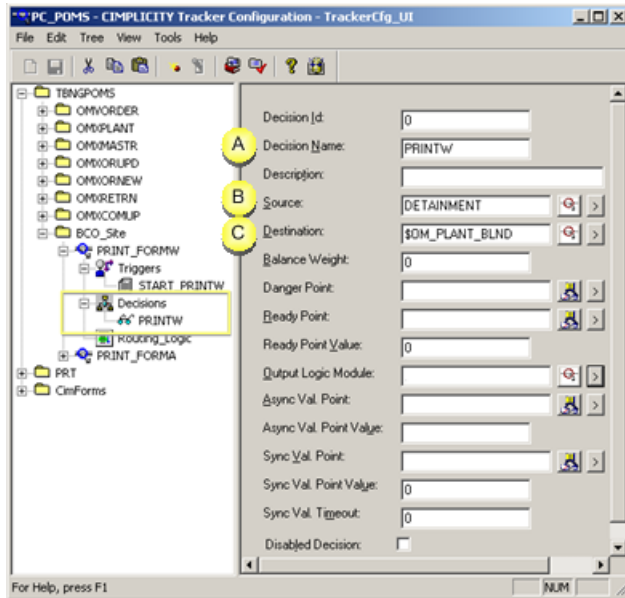 PC_POMS - CIMPLICITY Tracker Configuration - TrackerCfg_UI
File Edit Tree View Tools Help
TBNGPOMS
OMVORDER
OMXPLANT
OMXMASTR
OMXORUPD
OMXORNEW
OMXRETRN
OMXCOMUP
BCO_Site
PRINT_FORMW
Triggers
START_PRINTW
Decisions
PRINTW
Routing_Logic
PRINT_FORMA
PRT
CimForms
Decision Id: 0
A Decision Name: PRINTW
Description:
B Source: DETAINMENT >
C Destination: $OM_PLANT_BLND >
Balance Weight: 0
Danger Point: >
Ready Point: >
Ready Point Value: 0
Output Logic Module: >
Async Val. Point: >
Async Val. Point Value:
Sync Val. Point: >
Sync Val. Point Value: 0
Sync Val. Timeout: 0
Disabled Decision:
For Help, press F1
NUM